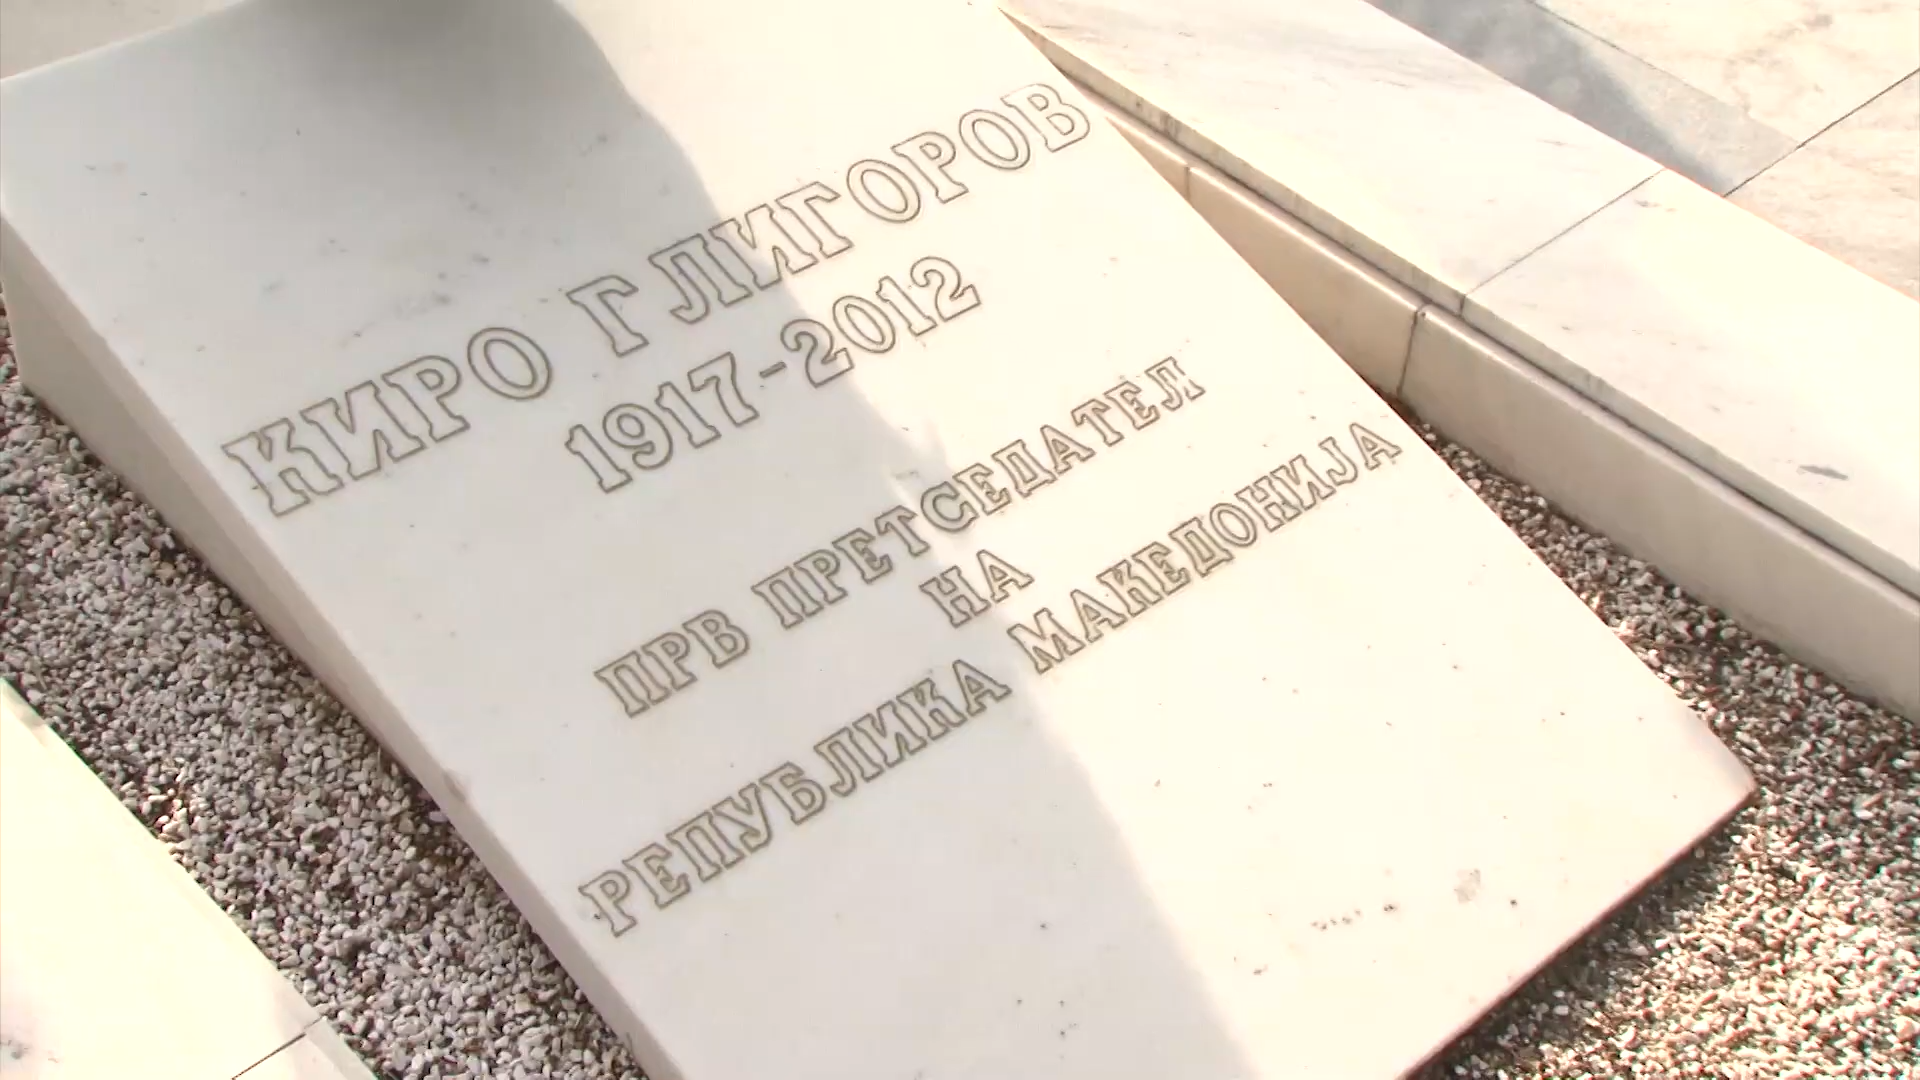 КИРО ГЛИГОРОВ
1917-2012
ПРВ ПРЕТСЕДАТЕЛ
НА
РЕПУБЛИКА МАКЕДОНИЈА